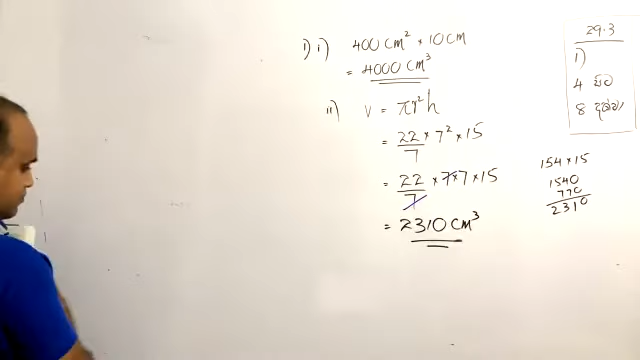 1) i) 400 cm² × 10 cm
= 4000 cm³
ii) v = πr²h
= 22/7 × 7² × 15
= 22/7 × 7 × 7 × 15
= 2310 cm³
29.3
1)
4 සිට
8 දක්වා
154 × 15
1540
770
2310